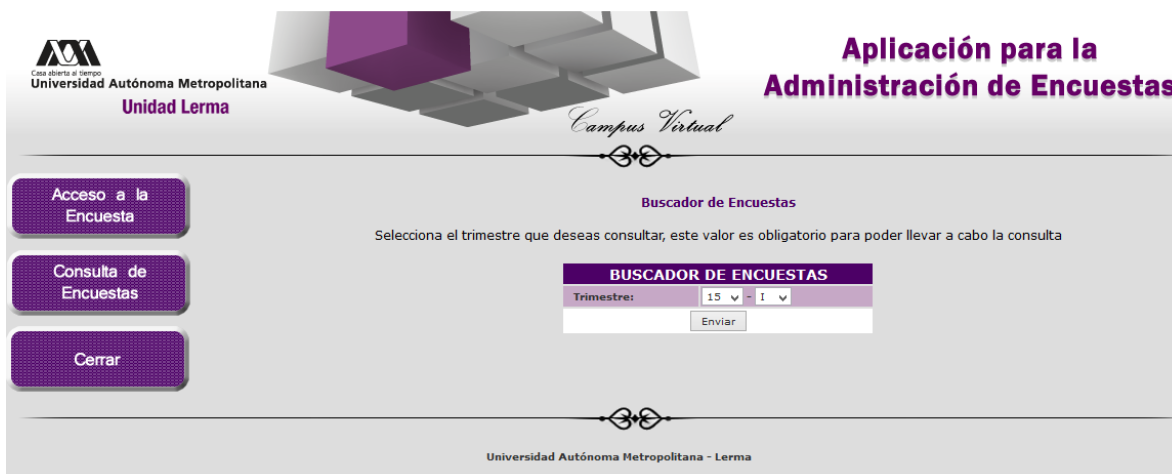 Casa abierta al tiempo
Universidad Autónoma Metropolitana
Unidad Lerma
Aplicación para la
Administración de Encuestas
Campus Virtual
Acceso a la
Encuesta
Consulta de
Encuestas
Cerrar
Buscador de Encuestas
Selecciona el trimestre que deseas consultar, este valor es obligatorio para poder llevar a cabo la consulta
BUSCADOR DE ENCUESTAS
Trimestre: 15 - I
Enviar
Universidad Autónoma Metropolitana - Lerma